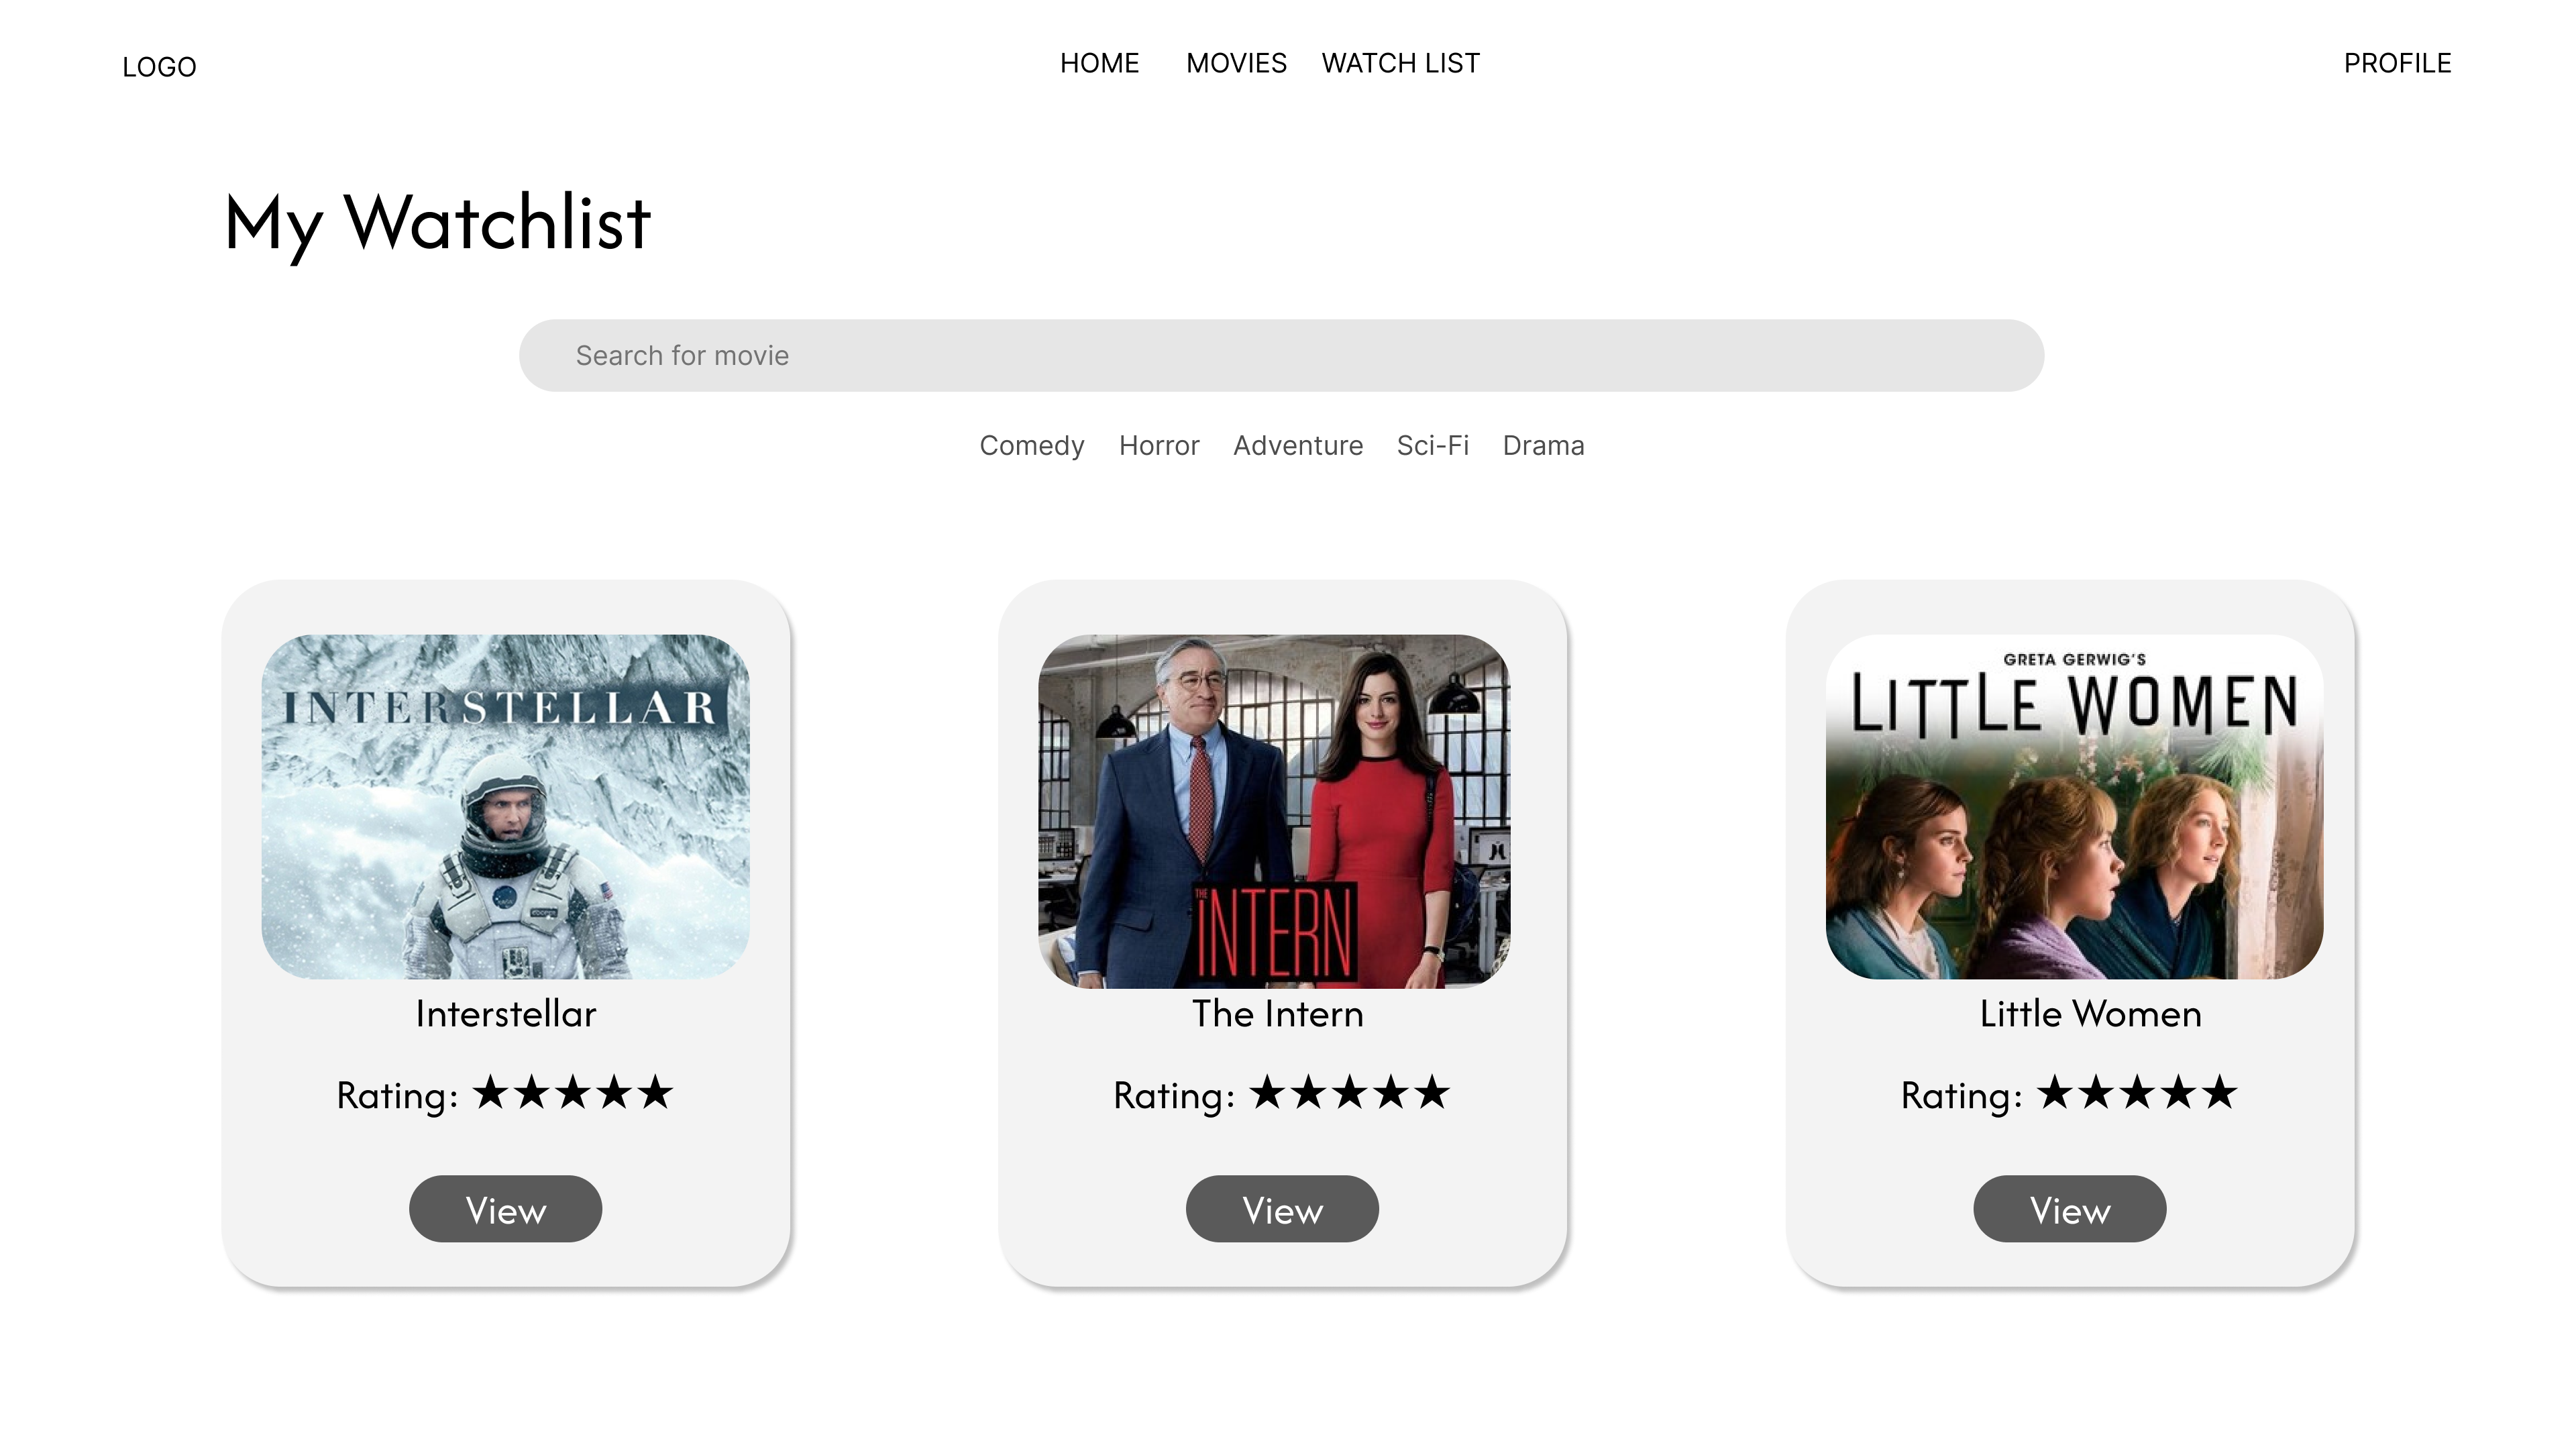 LOGO HOME MOVIES WATCH LIST PROFILE
My Watchlist
Search for movie
Comedy Horror Adventure Sci-Fi Drama
INTERSTELLAR
Interstellar
Rating: ★★★★★
View
THE INTERN
The Intern
Rating: ★★★★★
View
GRETA GERWIG'S
LITTLE WOMEN
Little Women
Rating: ★★★★★
View